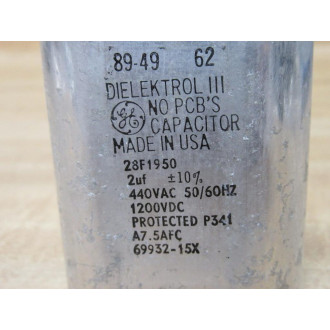 89-49 62
DIELEKTROL III
GE NO PCB'S
CAPACITOR
MADE IN USA
28F1950
2uf ±10%
440VAC 50/60HZ
1200VDC
PROTECTED P341
A7.5AFC
69932-15X